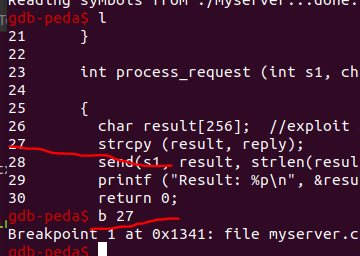 Reading symbols from ./Myserver...done.
gdb-peda$ l
21 }
22
23 int process_request (int s1, ch
24
25 {
26 char result[256]; //exploit
27 strcpy (result, reply);
28 send(s1, result, strlen(resul
29 printf ("Result: %p\n", &resu
30 return 0;
gdb-peda$ b 27
Breakpoint 1 at 0x1341: file myserver.c
gdb-peda$